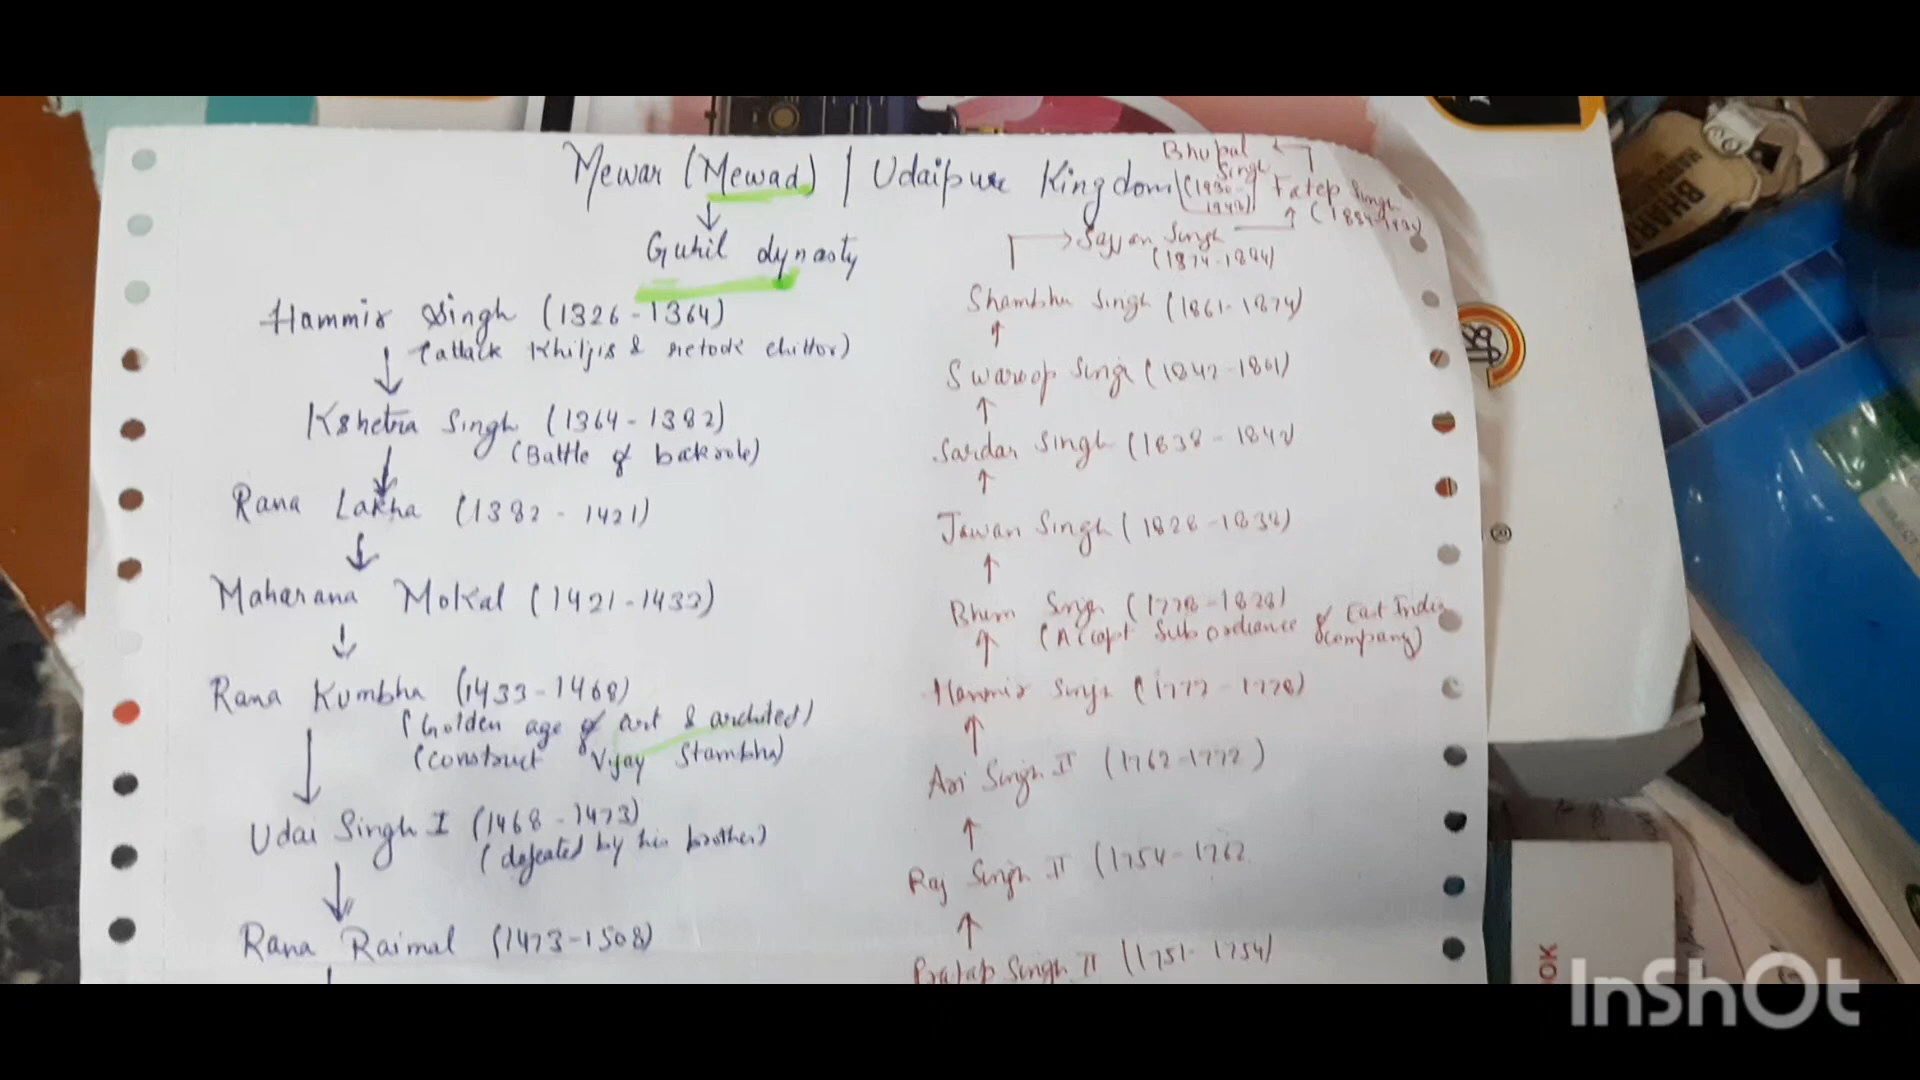 Mewar (Mewad) | Udaipur Kingdom
Guhil dynasty
Hammir Singh (1326-1364)
(attack Khiljis & retook chittor)
Kshetra Singh (1364-1382)
(Battle of bakrole)
Rana Lakha (1382-1421)
Maharana Mokal (1421-1433)
Rana Kumbha (1433-1468)
(Golden age of art & architect)
(construct Vijay Stambha)
Udai Singh I (1468-1473)
(defeated by his brother)
Rana Raimal (1473-1508)
Bhupal
Singh
(1930-
Fateh Singh
Sajjan Singh
(1874-1884)
Shambhu Singh (1861-1874)
Swaroop Singh (1842-1861)
Sardar Singh (1838-1842
Jawan Singh (1828-1838)
Bhim Singh (1778-1828)
(Accept Subordiance of East India
company)
Hammir Singh (1772-1778)
Ari Singh II (1762-1772)
Raj Singh II (1754-1762
Pratap Singh II (1751-1754)
BHARA
OK
InShOt